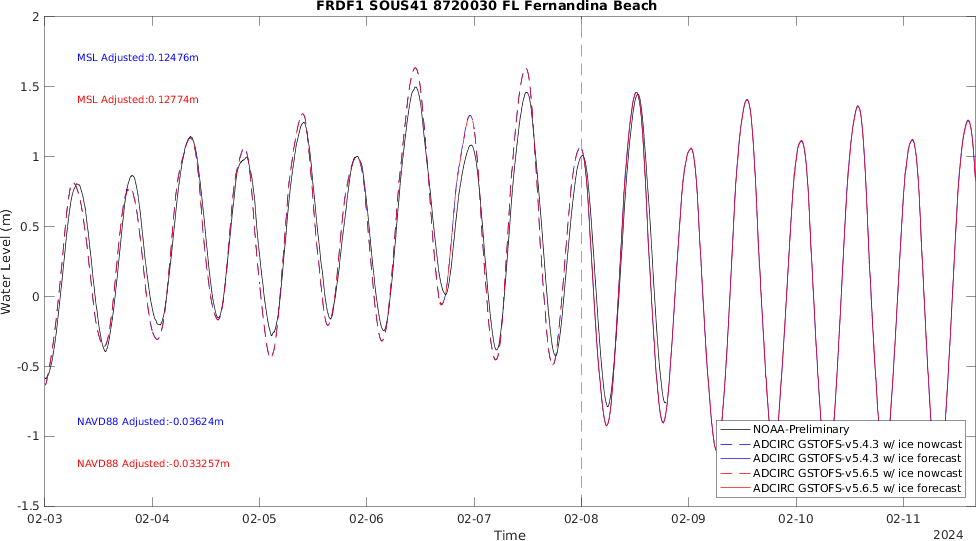 FRDF1 SOUS41 8720030 FL Fernandina Beach
2
1.5
1
0.5
0
-0.5
-1
-1.5
Water Level (m)
MSL Adjusted:0.12476m
MSL Adjusted:0.12774m
NAVD88 Adjusted:-0.03624m
NAVD88 Adjusted:-0.033257m
NOAA-Preliminary
ADCIRC GSTOFS-v5.4.3 w/ ice nowcast
ADCIRC GSTOFS-v5.4.3 w/ ice forecast
ADCIRC GSTOFS-v5.6.5 w/ ice nowcast
ADCIRC GSTOFS-v5.6.5 w/ ice forecast
02-03 02-04 02-05 02-06 02-07 02-08 02-09 02-10 02-11
Time
2024